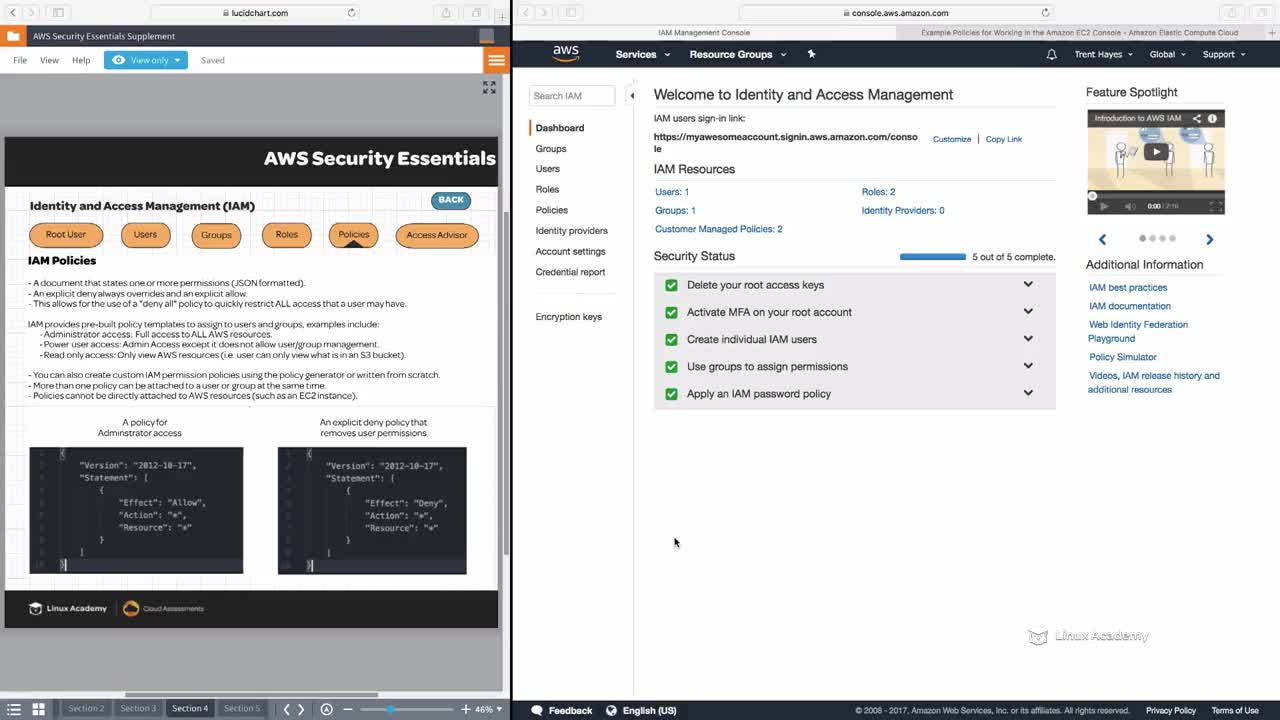 lucidchart.com
AWS Security Essentials Supplement
File View Help View only Saved
AWS Security Essentials
Identity and Access Management (IAM)
BACK
Root User Users Groups Roles Policies Access Advisor
IAM Policies
- A document that states one or more permissions (JSON formatted).
- An explicit deny always overrides and an explicit allow.
- This allows for the use of a "deny all" policy to quickly restrict ALL access that a user may have.
IAM provides pre-built policy templates to assign to users and groups, examples include:
- Administrator access: Full access to ALL AWS resources.
- Power user access: Admin Access except it does not allow user/group management.
- Read only access: Only view AWS resources (i.e. user can only view what is in an S3 bucket).
- You can also create custom IAM permission policies using the policy generator or written from scratch.
- More than one policy can be attached to a user or group at the same time.
- Policies cannot be directly attached to AWS resources (such as an EC2 instance).
A policy for
Adminstrator access
{
"Version": "2012-10-17",
"Statement": [
{
"Effect": "Allow",
"Action": "*",
"Resource": "*"
}
]
}
An explicit deny policy that
removes user permissions
{
"Version": "2012-10-17",
"Statement": [
{
"Effect": "Deny",
"Action": "*",
"Resource": "*"
}
]
}
Linux Academy Cloud Assessments
Section 2 Section 3 Section 4 Section 5 46%
console.aws.amazon.com
IAM Management Console
Example Policies for Working in the Amazon EC2 Console - Amazon Elastic Compute Cloud
aws Services Resource Groups Trent Hayes Global Support
Search IAM
Dashboard
Groups
Users
Roles
Policies
Identity providers
Account settings
Credential report
Encryption keys
Welcome to Identity and Access Management
IAM users sign-in link:
https://myawesomeaccount.signin.aws.amazon.com/conso
le
Customize | Copy Link
IAM Resources
Users: 1 Roles: 2
Groups: 1 Identity Providers: 0
Customer Managed Policies: 2
Security Status 5 out of 5 complete.
Delete your root access keys
Activate MFA on your root account
Create individual IAM users
Use groups to assign permissions
Apply an IAM password policy
Feature Spotlight
Introduction to AWS IAM
0:00 / 2:16
Additional Information
IAM best practices
IAM documentation
Web Identity Federation
Playground
Policy Simulator
Videos, IAM release history and
additional resources
Linux Academy
Feedback English (US) © 2008 - 2017, Amazon Web Services, Inc. or its affiliates. All rights reserved. Privacy Policy Terms of Use